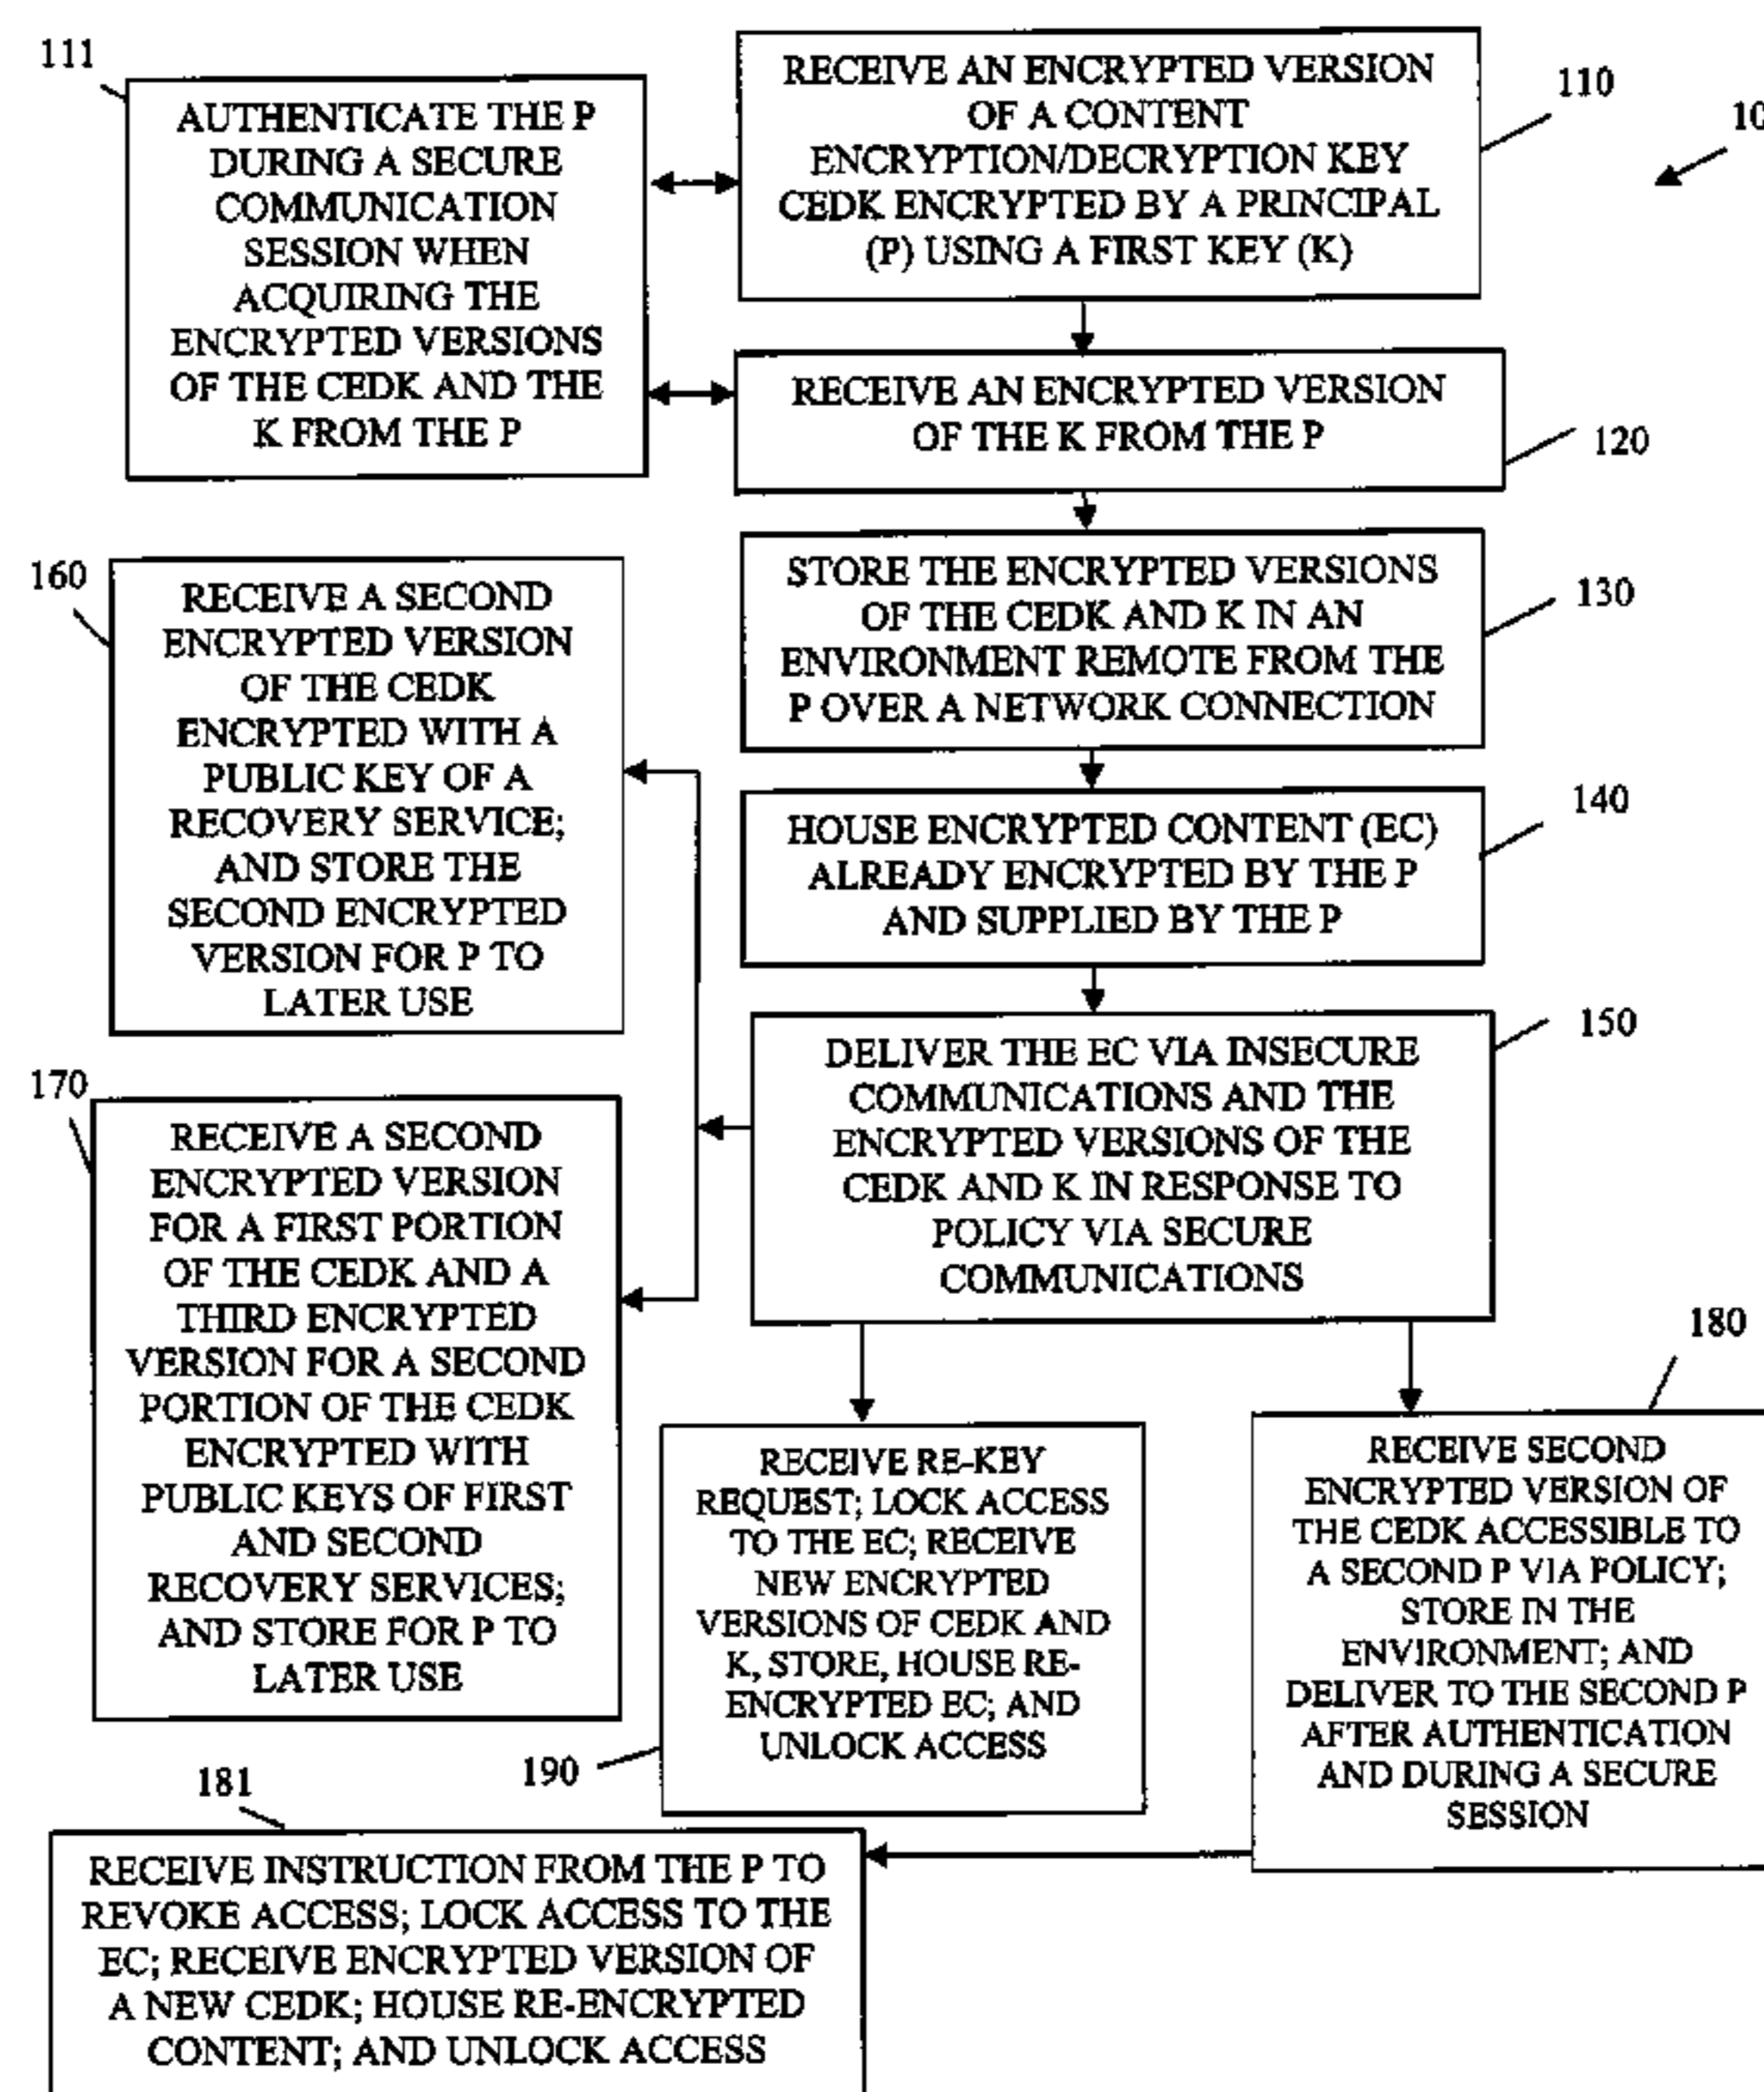 111
AUTHENTICATE THE P
DURING A SECURE
COMMUNICATION
SESSION WHEN
ACQUIRING THE
ENCRYPTED VERSIONS
OF THE CEDK AND THE
K FROM THE P
RECEIVE AN ENCRYPTED VERSION
OF A CONTENT
ENCRYPTION/DECRYPTION KEY
CEDK ENCRYPTED BY A PRINCIPAL
(P) USING A FIRST KEY (K)
110
RECEIVE AN ENCRYPTED VERSION
OF THE K FROM THE P
120
STORE THE ENCRYPTED VERSIONS
OF THE CEDK AND K IN AN
ENVIRONMENT REMOTE FROM THE
P OVER A NETWORK CONNECTION
130
160
RECEIVE A SECOND
ENCRYPTED VERSION
OF THE CEDK
ENCRYPTED WITH A
PUBLIC KEY OF A
RECOVERY SERVICE;
AND STORE THE
SECOND ENCRYPTED
VERSION FOR P TO
LATER USE
HOUSE ENCRYPTED CONTENT (EC)
ALREADY ENCRYPTED BY THE P
AND SUPPLIED BY THE P
140
DELIVER THE EC VIA INSECURE
COMMUNICATIONS AND THE
ENCRYPTED VERSIONS OF THE
CEDK AND K IN RESPONSE TO
POLICY VIA SECURE
COMMUNICATIONS
150
170
RECEIVE A SECOND
ENCRYPTED VERSION
FOR A FIRST PORTION
OF THE CEDK AND A
THIRD ENCRYPTED
VERSION FOR A SECOND
PORTION OF THE CEDK
ENCRYPTED WITH
PUBLIC KEYS OF FIRST
AND SECOND
RECOVERY SERVICES;
AND STORE FOR P TO
LATER USE
RECEIVE RE-KEY
REQUEST; LOCK ACCESS
TO THE EC; RECEIVE
NEW ENCRYPTED
VERSIONS OF CEDK AND
K, STORE, HOUSE RE-
ENCRYPTED EC; AND
UNLOCK ACCESS
190
180
RECEIVE SECOND
ENCRYPTED VERSION OF
THE CEDK ACCESSIBLE TO
A SECOND P VIA POLICY;
STORE IN THE
ENVIRONMENT; AND
DELIVER TO THE SECOND P
AFTER AUTHENTICATION
AND DURING A SECURE
SESSION
181
RECEIVE INSTRUCTION FROM THE P TO
REVOKE ACCESS; LOCK ACCESS TO THE
EC; RECEIVE ENCRYPTED VERSION OF
A NEW CEDK; HOUSE RE-ENCRYPTED
CONTENT; AND UNLOCK ACCESS